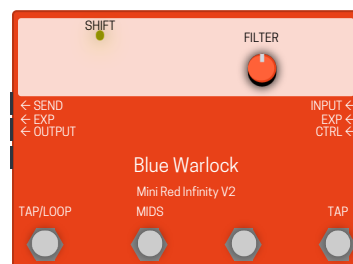 SHIFT
FILTER
← SEND
← EXP
← OUTPUT
INPUT ←
EXP ←
CTRL ←
Blue Warlock
Mini Red Infinity V2
TAP/LOOP
MIDS
TAP